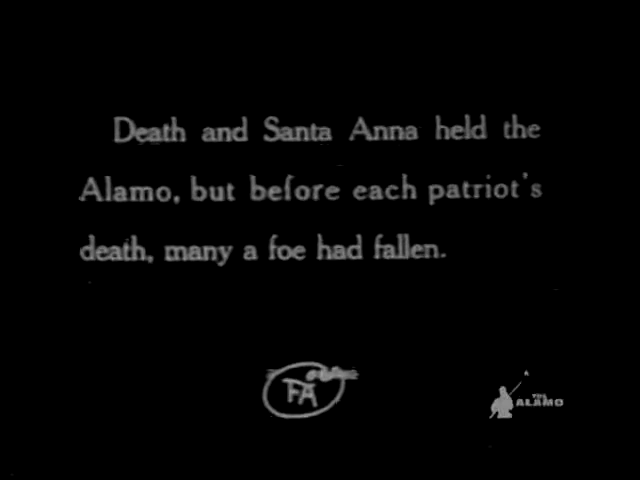 Death and Santa Anna held the
Alamo, but before each patriot's
death, many a foe had fallen.
FA
THE
ALAMO